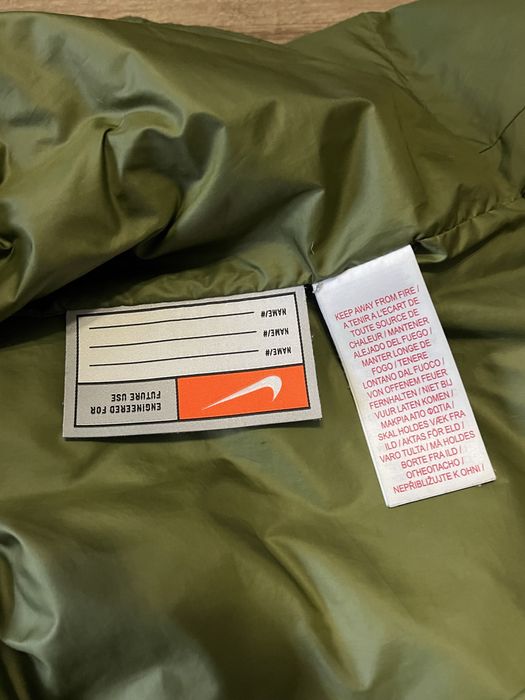 NAME/#
NAME/#
NAME/#
ENGINEERED FOR
FUTURE USE
KEEP AWAY FROM FIRE /
A TENIR A L'ECART DE
TOUTE SOURCE DE
CHALEUR / MANTENER
ALEJADO DEL FUEGO /
MANTER LONGE DE
FOGO / TENERE
LONTANO DAL FUOCO /
VON OFFENEM FEUER
FERNHALTEN / NIET BIJ
VUUR LATEN KOMEN /
ΜΑΚΡΙΑ ΑΠΟ ΦΩΤΙΑ /
SKAL HOLDES VÆK FRA
ILD / AKTAS FÖR ELD /
VARO TULTA / MÅ HOLDES
BORTE FRA ILD /
ОГНЕОПАСНО /
NEPŘIBLIŽUJTE K OHNI /